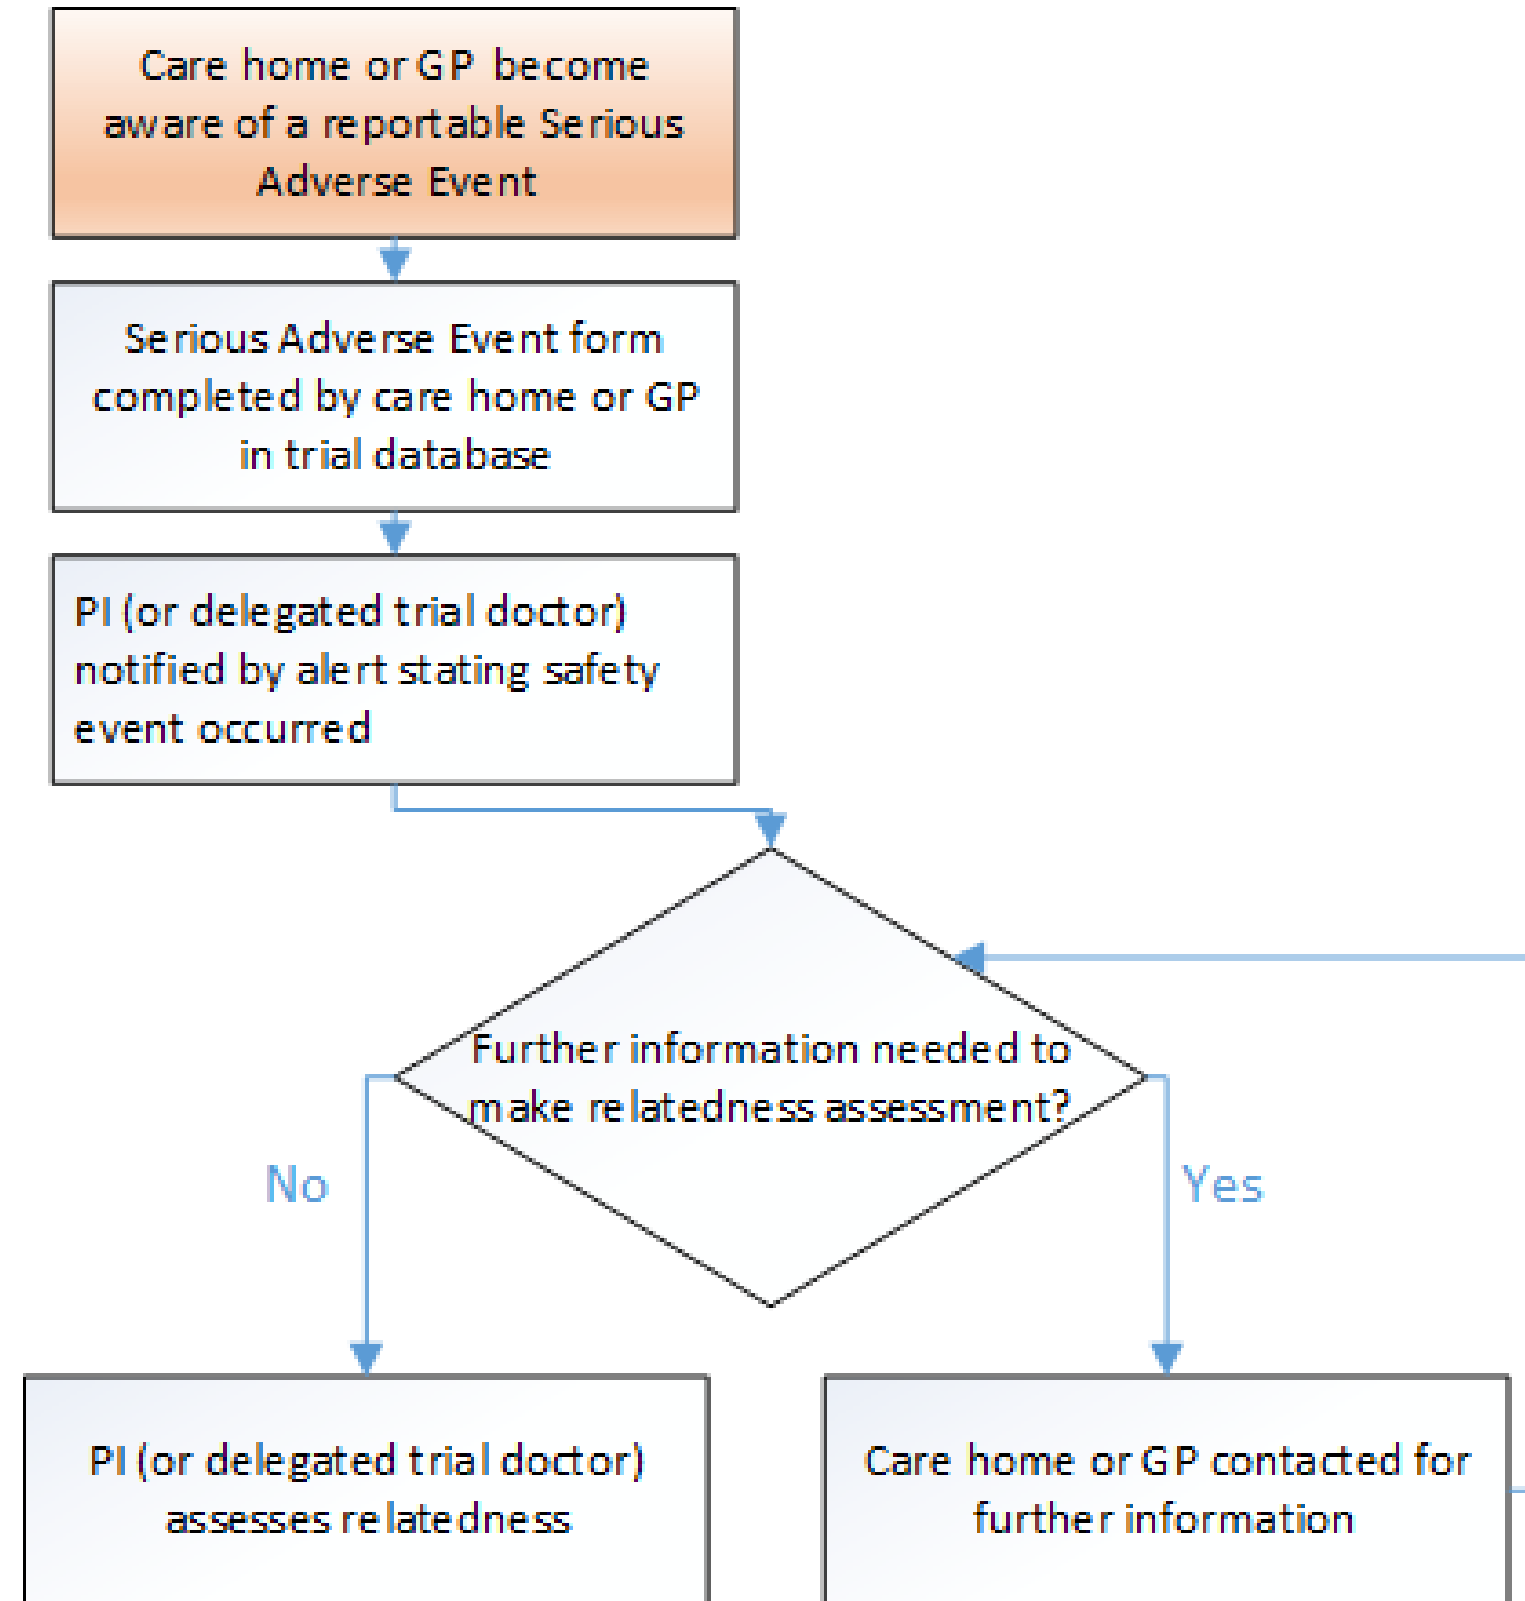 Care home or GP become
aware of a reportable Serious
Adverse Event
Serious Adverse Event form
completed by care home or GP
in trial database
PI (or delegated trial doctor)
notified by alert stating safety
event occurred
Further information needed to
make relatedness assessment?
No
Yes
PI (or delegated trial doctor)
assesses relatedness
Care home or GP contacted for
further information